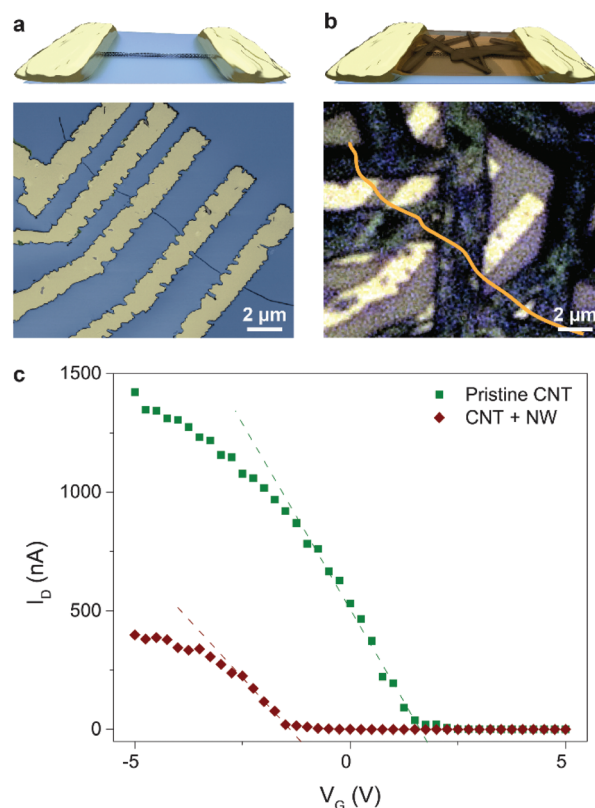 a
b
2 μm
2 μm
c
1500
1000
500
0
I_D (nA)
Pristine CNT
CNT + NW
-5
0
5
V_G (V)